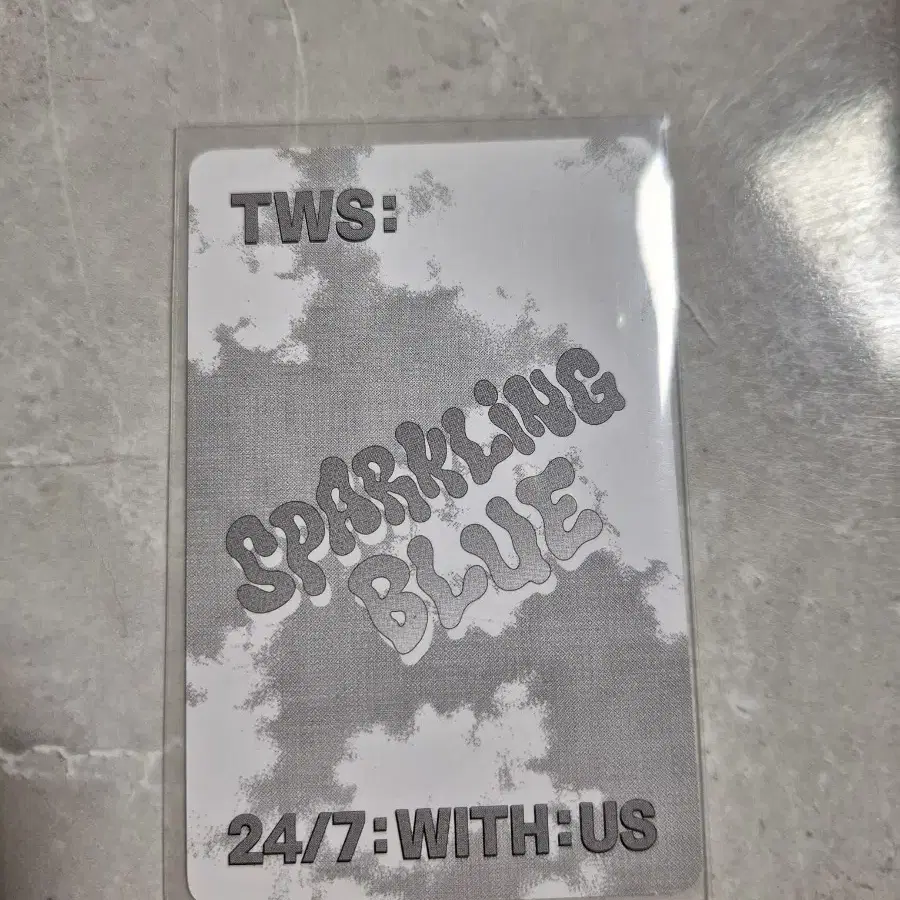 TWS:
SPARKLiNG
BLUE
24/7:WITH:US